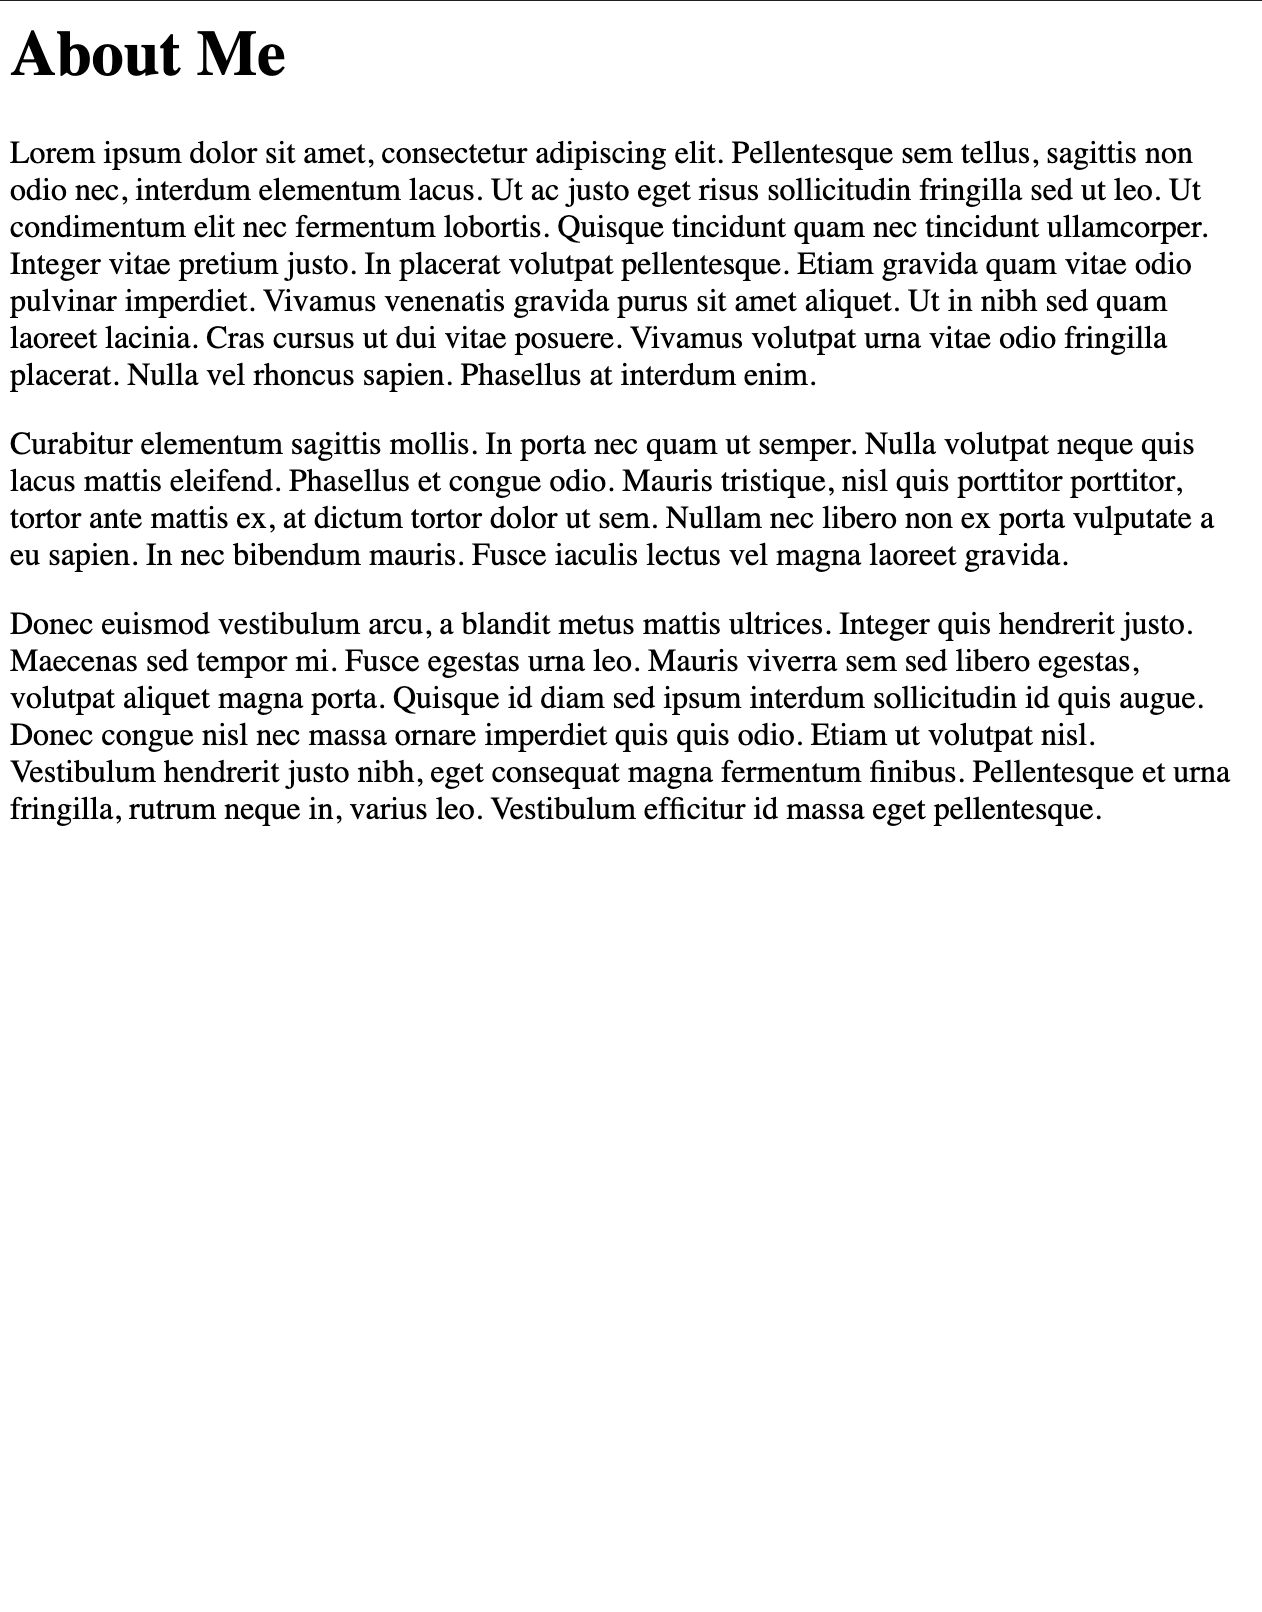 About Me
Lorem ipsum dolor sit amet, consectetur adipiscing elit. Pellentesque sem tellus, sagittis non
odio nec, interdum elementum lacus. Ut ac justo eget risus sollicitudin fringilla sed ut leo. Ut
condimentum elit nec fermentum lobortis. Quisque tincidunt quam nec tincidunt ullamcorper.
Integer vitae pretium justo. In placerat volutpat pellentesque. Etiam gravida quam vitae odio
pulvinar imperdiet. Vivamus venenatis gravida purus sit amet aliquet. Ut in nibh sed quam
laoreet lacinia. Cras cursus ut dui vitae posuere. Vivamus volutpat urna vitae odio fringilla
placerat. Nulla vel rhoncus sapien. Phasellus at interdum enim.
Curabitur elementum sagittis mollis. In porta nec quam ut semper. Nulla volutpat neque quis
lacus mattis eleifend. Phasellus et congue odio. Mauris tristique, nisl quis porttitor porttitor,
tortor ante mattis ex, at dictum tortor dolor ut sem. Nullam nec libero non ex porta vulputate a
eu sapien. In nec bibendum mauris. Fusce iaculis lectus vel magna laoreet gravida.
Donec euismod vestibulum arcu, a blandit metus mattis ultrices. Integer quis hendrerit justo.
Maecenas sed tempor mi. Fusce egestas urna leo. Mauris viverra sem sed libero egestas,
volutpat aliquet magna porta. Quisque id diam sed ipsum interdum sollicitudin id quis augue.
Donec congue nisl nec massa ornare imperdiet quis quis odio. Etiam ut volutpat nisl.
Vestibulum hendrerit justo nibh, eget consequat magna fermentum finibus. Pellentesque et urna
fringilla, rutrum neque in, varius leo. Vestibulum efficitur id massa eget pellentesque.